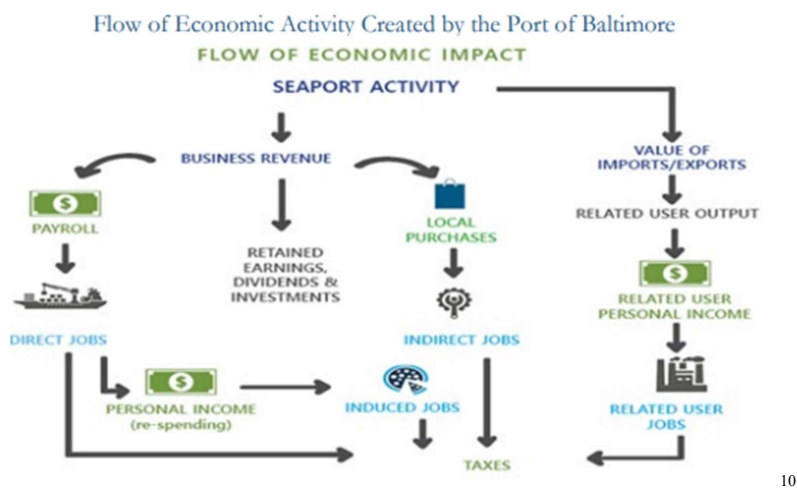 Flow of Economic Activity Created by the Port of Baltimore
FLOW OF ECONOMIC IMPACT
SEAPORT ACTIVITY
BUSINESS REVENUE
VALUE OF
IMPORTS/EXPORTS
$
PAYROLL
LOCAL
PURCHASES
RELATED USER OUTPUT
RETAINED
EARNINGS,
DIVIDENDS &
INVESTMENTS
$
RELATED USER
PERSONAL INCOME
DIRECT JOBS
INDIRECT JOBS
$
PERSONAL INCOME
(re-spending)
INDUCED JOBS
RELATED USER
JOBS
TAXES
10